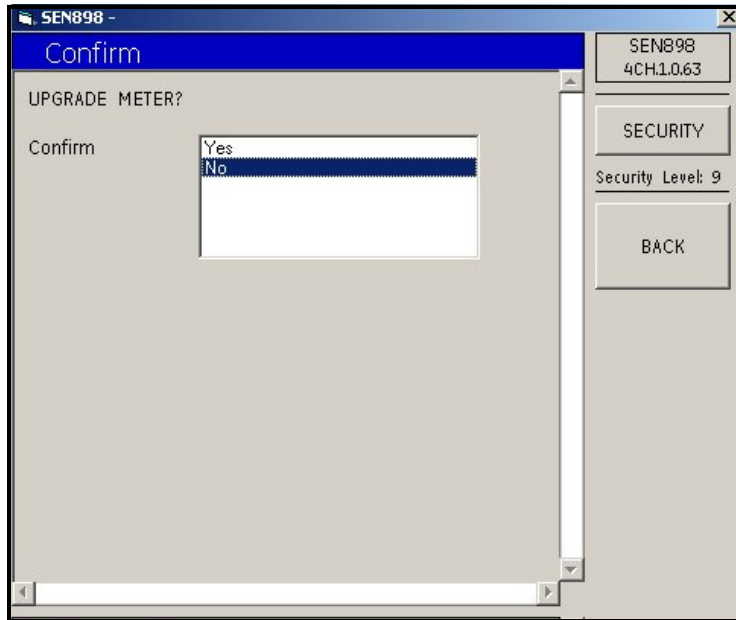 SEN898 -
Confirm
SEN898
4CH.1.0.63
UPGRADE METER?
SECURITY
Confirm
Yes
No
Security Level: 9
BACK